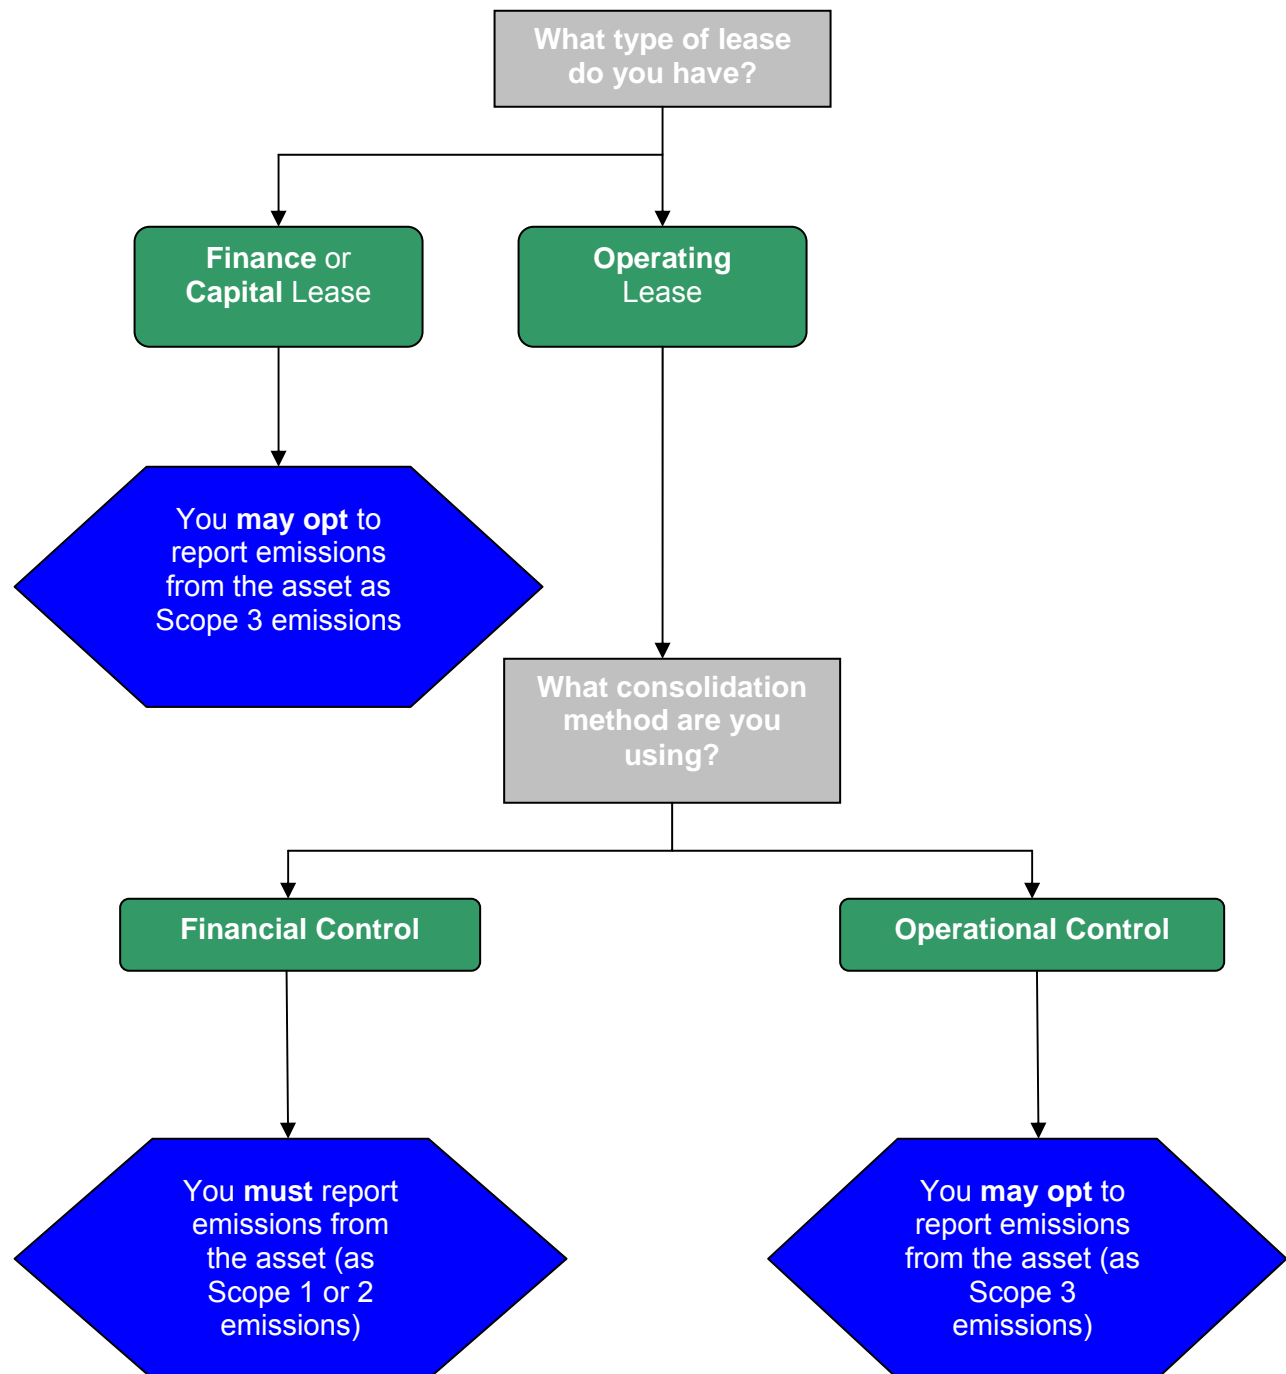 What type of lease
do you have?
Finance or
Capital Lease
Operating
Lease
You may opt to
report emissions
from the asset as
Scope 3 emissions
What consolidation
method are you
using?
Financial Control
Operational Control
You must report
emissions from
the asset (as
Scope 1 or 2
emissions)
You may opt to
report emissions
from the asset (as
Scope 3
emissions)